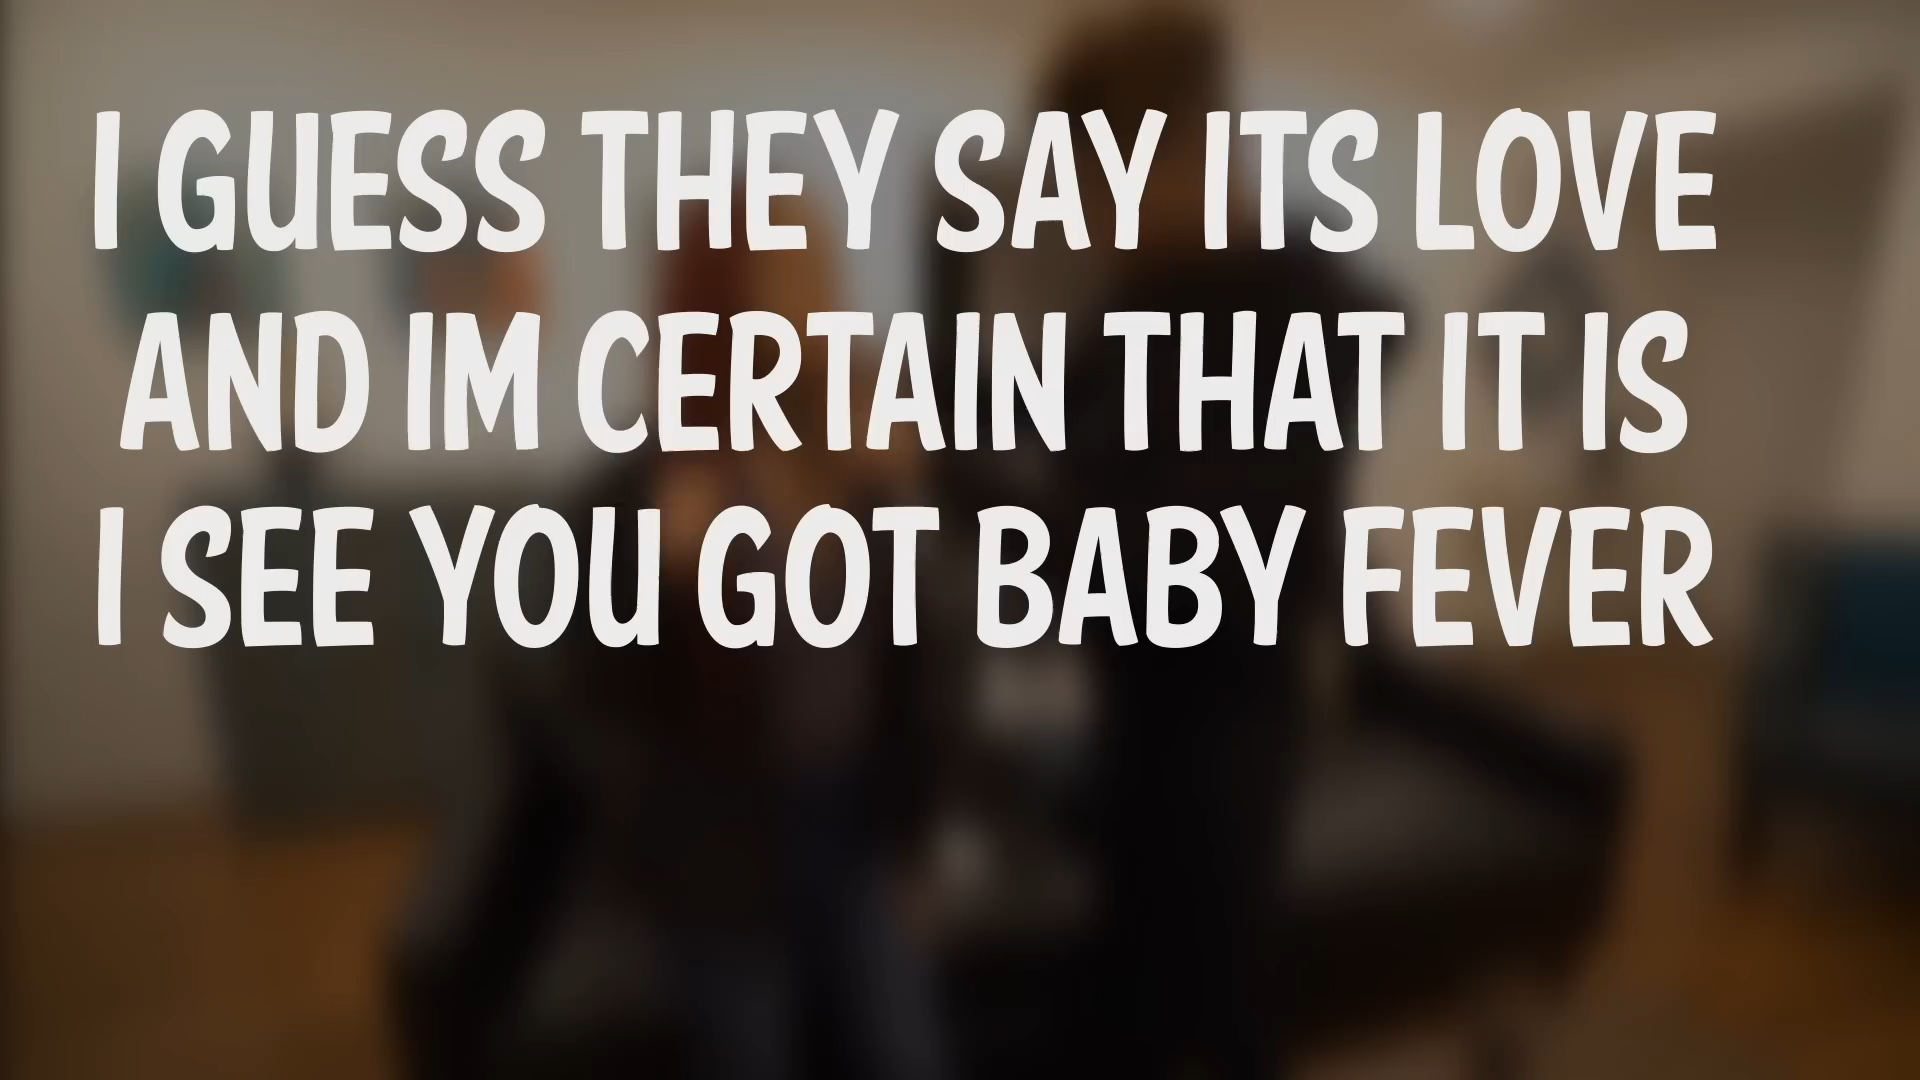 I GUESS THEY SAY ITS LOVE
AND IM CERTAIN THAT IT IS
I SEE YOU GOT BABY FEVER